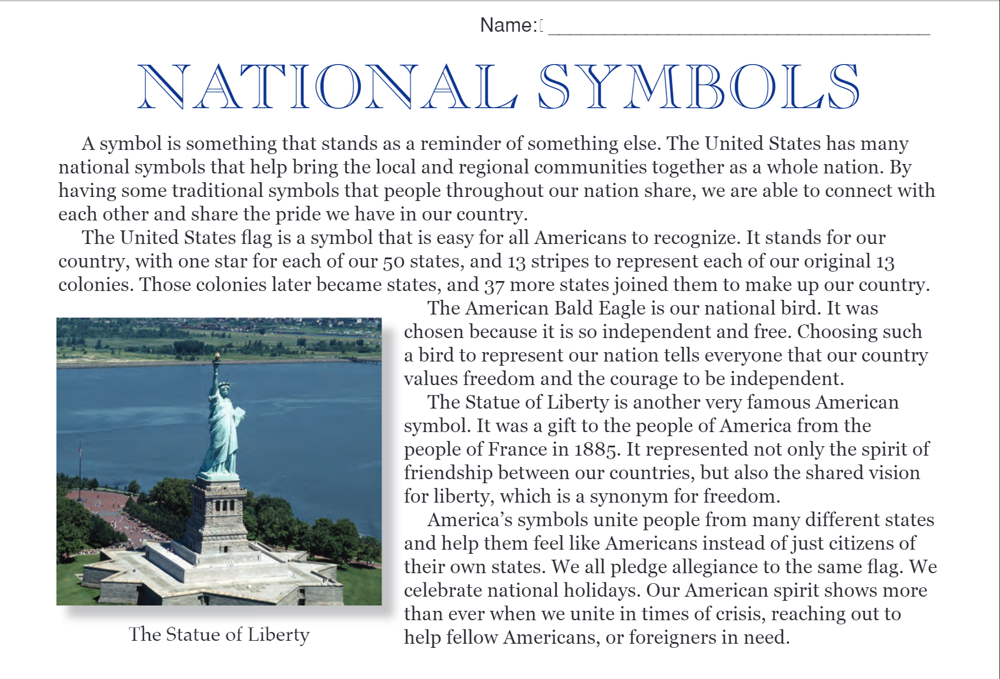 Name: ___________________________________
NATIONAL SYMBOLS
A symbol is something that stands as a reminder of something else. The United States has many
national symbols that help bring the local and regional communities together as a whole nation. By
having some traditional symbols that people throughout our nation share, we are able to connect with
each other and share the pride we have in our country.
The United States flag is a symbol that is easy for all Americans to recognize. It stands for our
country, with one star for each of our 50 states, and 13 stripes to represent each of our original 13
colonies. Those colonies later became states, and 37 more states joined them to make up our country.
The American Bald Eagle is our national bird. It was
chosen because it is so independent and free. Choosing such
a bird to represent our nation tells everyone that our country
values freedom and the courage to be independent.
The Statue of Liberty is another very famous American
symbol. It was a gift to the people of America from the
people of France in 1885. It represented not only the spirit of
friendship between our countries, but also the shared vision
for liberty, which is a synonym for freedom.
America’s symbols unite people from many different states
and help them feel like Americans instead of just citizens of
their own states. We all pledge allegiance to the same flag. We
celebrate national holidays. Our American spirit shows more
than ever when we unite in times of crisis, reaching out to
help fellow Americans, or foreigners in need.
The Statue of Liberty